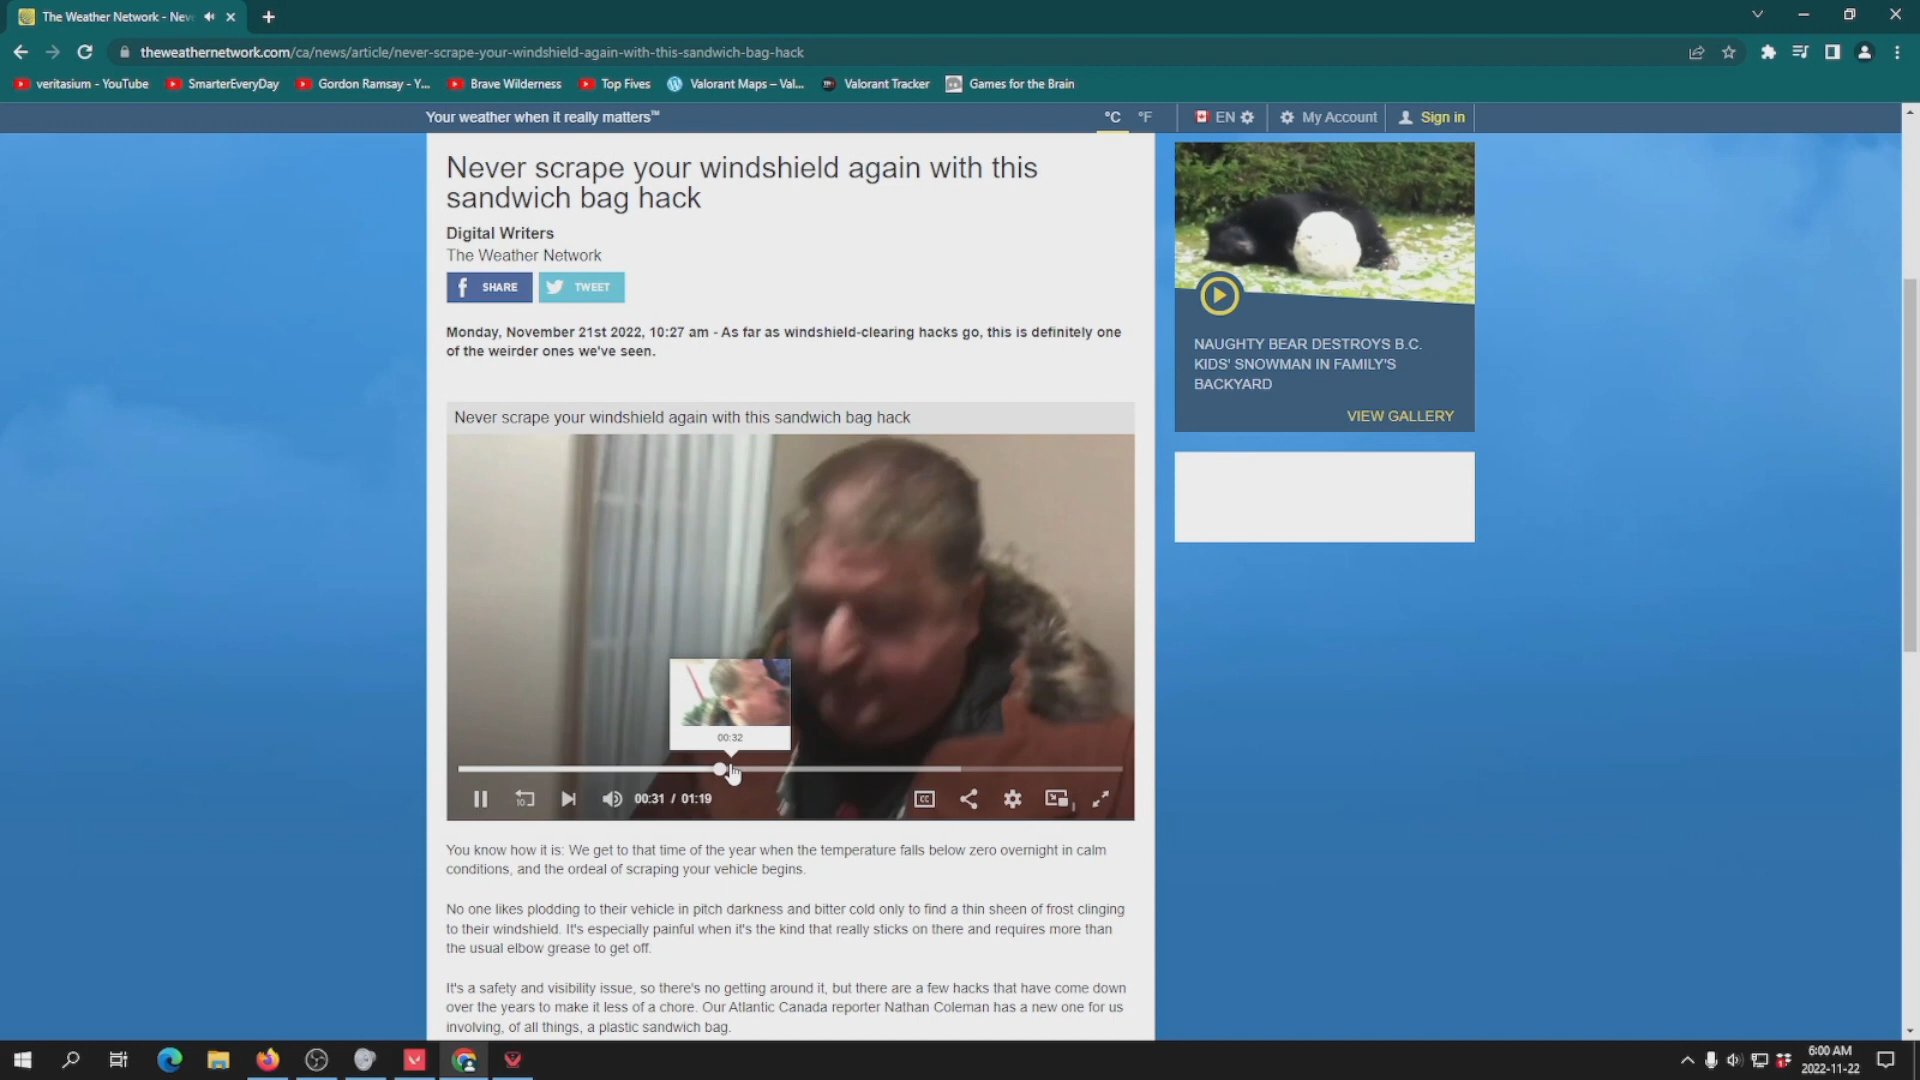 The Weather Network - Nev
theweathernetwork.com/ca/news/article/never-scrape-your-windshield-again-with-this-sandwich-bag-hack
veritasium - YouTube
SmarterEveryDay
Gordon Ramsay - Y...
Brave Wilderness
Top Fives
Valorant Maps – Val...
Valorant Tracker
Games for the Brain
Your weather when it really matters™
°C
°F
EN
My Account
Sign in
Never scrape your windshield again with this
sandwich bag hack
Digital Writers
The Weather Network
SHARE
TWEET
Monday, November 21st 2022, 10:27 am - As far as windshield-clearing hacks go, this is definitely one
of the weirder ones we've seen.
NAUGHTY BEAR DESTROYS B.C.
KIDS' SNOWMAN IN FAMILY'S
BACKYARD
VIEW GALLERY
Never scrape your windshield again with this sandwich bag hack
00:32
10
00:31 / 01:19
CC
You know how it is: We get to that time of the year when the temperature falls below zero overnight in calm
conditions, and the ordeal of scraping your vehicle begins.
No one likes plodding to their vehicle in pitch darkness and bitter cold only to find a thin sheen of frost clinging
to their windshield. It's especially painful when it's the kind that really sticks on there and requires more than
the usual elbow grease to get off.
It's a safety and visibility issue, so there's no getting around it, but there are a few hacks that have come down
over the years to make it less of a chore. Our Atlantic Canada reporter Nathan Coleman has a new one for us
involving, of all things, a plastic sandwich bag.
6:00 AM
2022-11-22